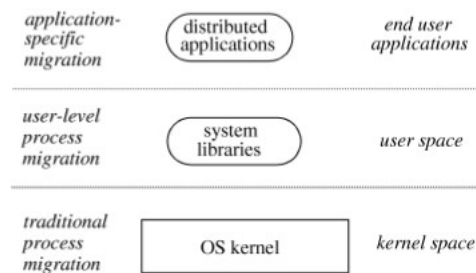 application-
specific
migration
distributed
applications
end user
applications
user-level
process
migration
system
libraries
user space
traditional
process
migration
OS kernel
kernel space